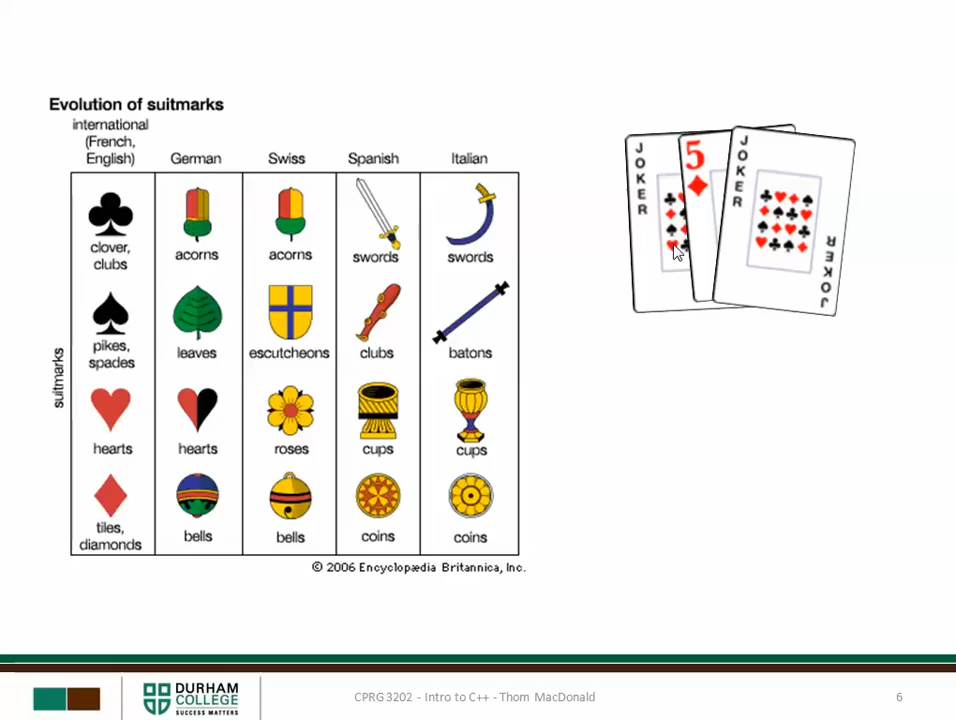 Evolution of suitmarks
international
(French,
English)
German
Swiss
Spanish
Italian
suitmarks
clover,
clubs
acorns
acorns
swords
swords
pikes,
spades
leaves
escutcheons
clubs
batons
hearts
hearts
roses
cups
cups
tiles,
diamonds
bells
bells
coins
coins
© 2006 Encyclopædia Britannica, Inc.
JOKER
5
JOKER
JOKER
DURHAM
COLLEGE
SUCCESS MATTERS
CPRG 3202 - Intro to C++ - Thom MacDonald
6